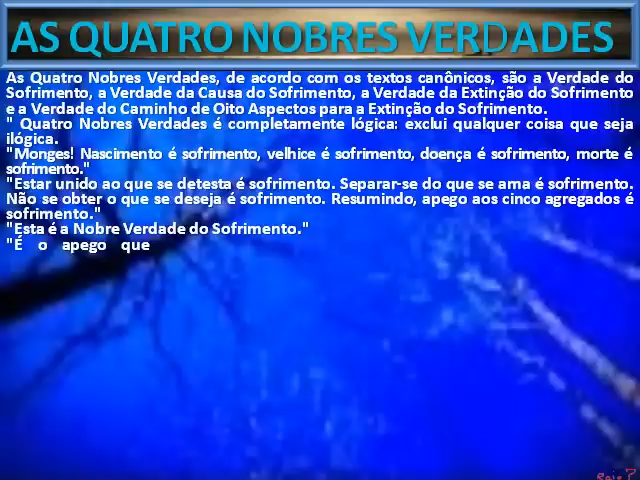 AS QUATRO NOBRES VERDADES
As Quatro Nobres Verdades, de acordo com os textos canônicos, são a Verdade do
Sofrimento, a Verdade da Causa do Sofrimento, a Verdade da Extinção do Sofrimento
e a Verdade do Caminho de Oito Aspectos para a Extinção do Sofrimento.
" Quatro Nobres Verdades é completamente lógica: exclui qualquer coisa que seja
ilógica.
"Monges! Nascimento é sofrimento, velhice é sofrimento, doença é sofrimento, morte é
sofrimento."
"Estar unido ao que se detesta é sofrimento. Separar-se do que se ama é sofrimento.
Não se obter o que se deseja é sofrimento. Resumindo, apego aos cinco agregados é
sofrimento."
"Esta é a Nobre Verdade do Sofrimento."
"É o apego que